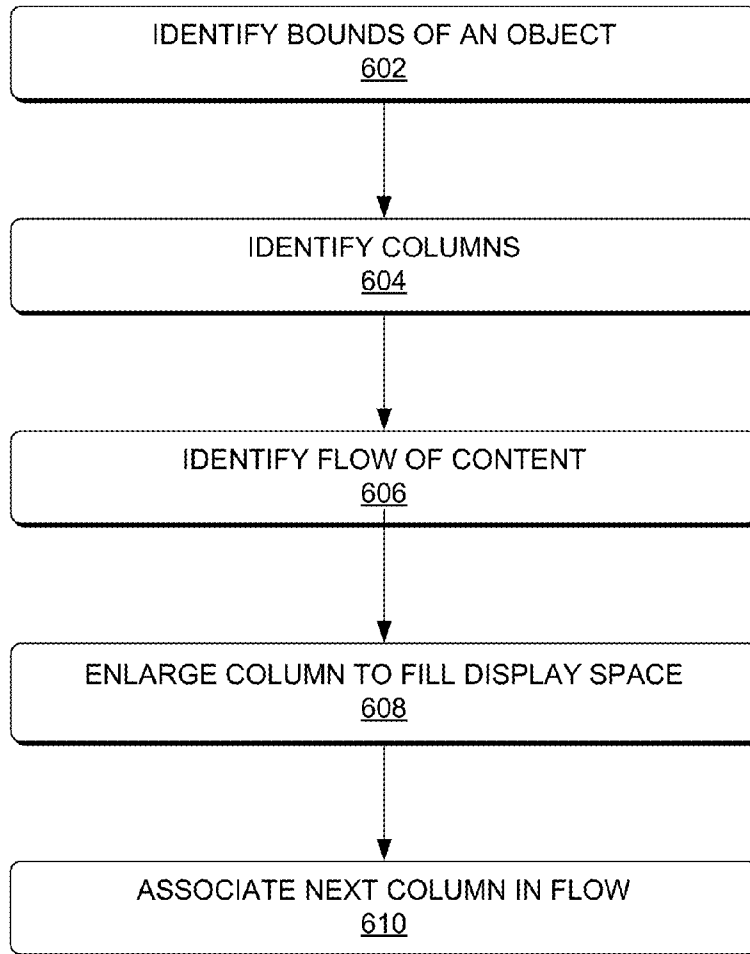 IDENTIFY BOUNDS OF AN OBJECT
602
IDENTIFY COLUMNS
604
IDENTIFY FLOW OF CONTENT
606
ENLARGE COLUMN TO FILL DISPLAY SPACE
608
ASSOCIATE NEXT COLUMN IN FLOW
610